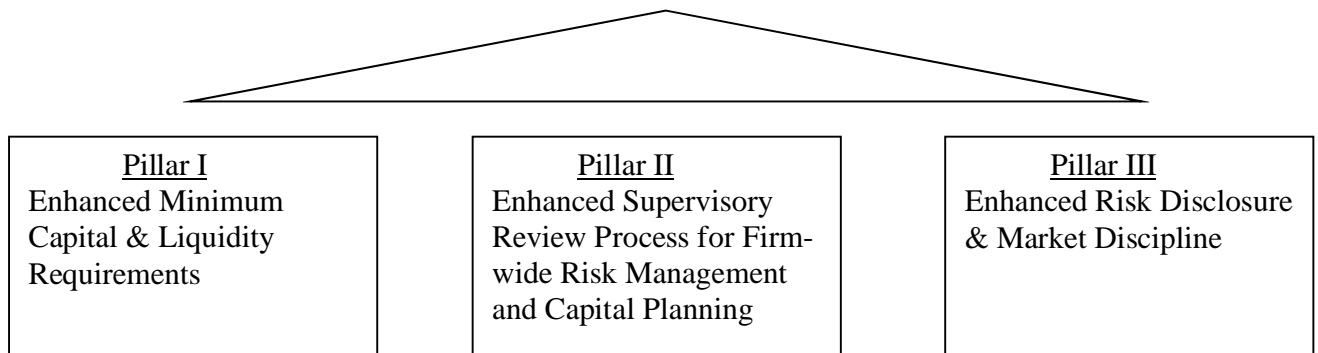 Pillar I
Enhanced Minimum
Capital & Liquidity
Requirements
Pillar II
Enhanced Supervisory
Review Process for Firm-
wide Risk Management
and Capital Planning
Pillar III
Enhanced Risk Disclosure
& Market Discipline